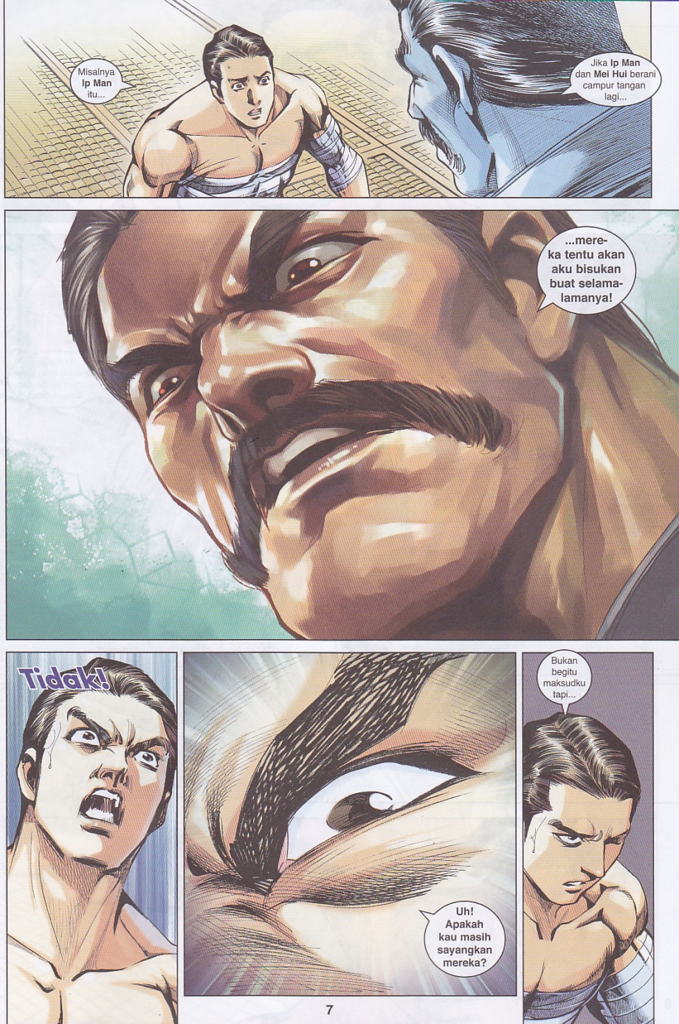 Misalnya
Ip Man
itu...
Jika Ip Man
dan Mei Hui berani
campur tangan
lagi...
...mere-
ka tentu akan
aku bisukan
buat selama-
lamanya!
Tidak!
Uh!
Apakah
kau masih
sayangkan
mereka?
Bukan
begitu
maksudku
tapi...
7